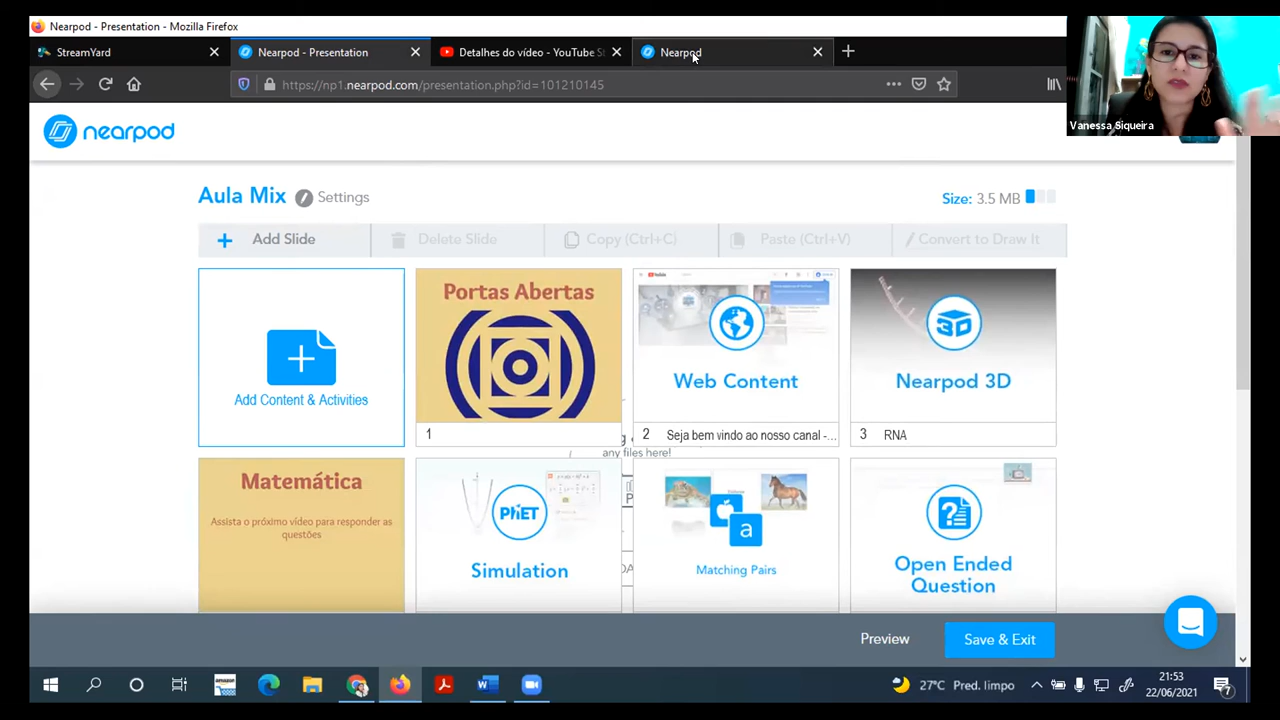 Nearpod - Presentation - Mozilla Firefox
StreamYard
Nearpod - Presentation
Detalhes do vídeo - YouTube S
Nearpod
https://np1.nearpod.com/presentation.php?id=101210145
Vanessa Siqueira
nearpod
Aula Mix Settings
Size: 3.5 MB
Add Slide
Delete Slide
Copy (Ctrl+C)
Paste (Ctrl+V)
Convert to Draw It
Add Content & Activities
Portas Abertas
1
Web Content
2 Seja bem vindo ao nosso canal -...
3D
Nearpod 3D
3 RNA
any files here!
Matemática
Assista o próximo vídeo para responder as
questões
PhET
Simulation
a
Matching Pairs
Open Ended
Question
Preview
Save & Exit
27°C Pred. limpo
21:53
22/06/2021
7